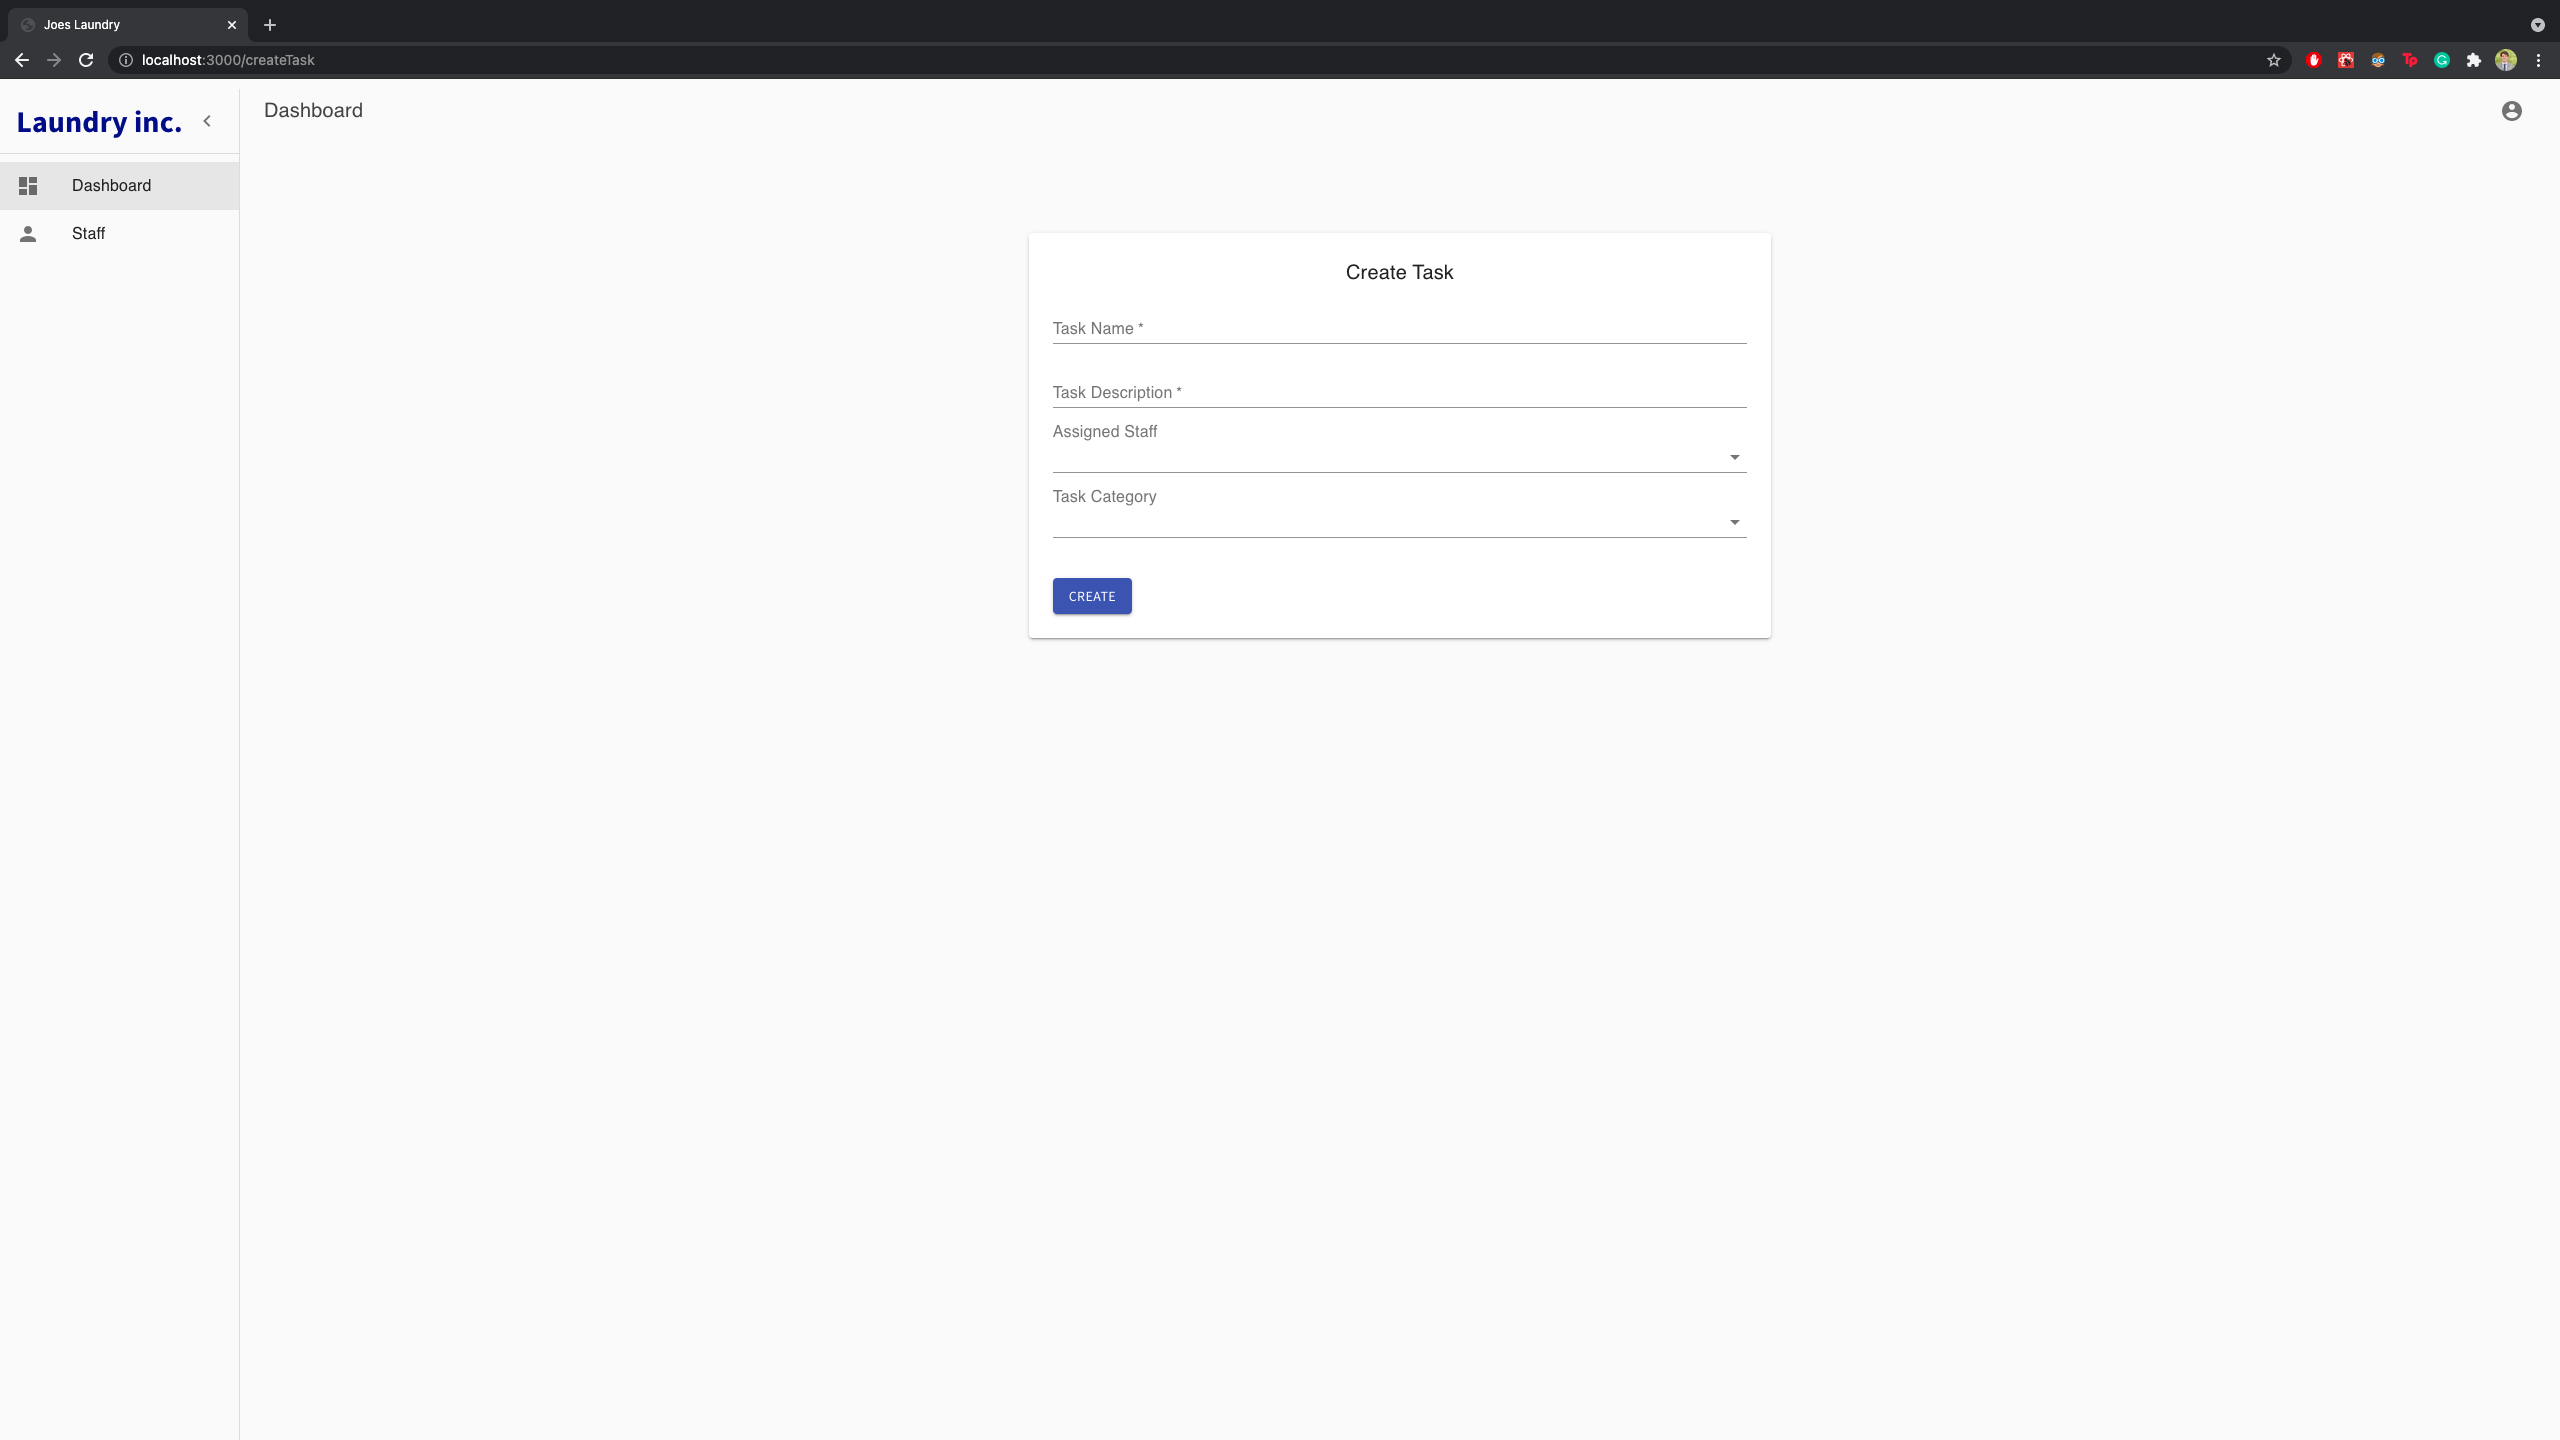 Joes Laundry
localhost:3000/createTask
Tp
Laundry inc.
Dashboard
Dashboard
Staff
Create Task
Task Name *
Task Description *
Assigned Staff
Task Category
CREATE